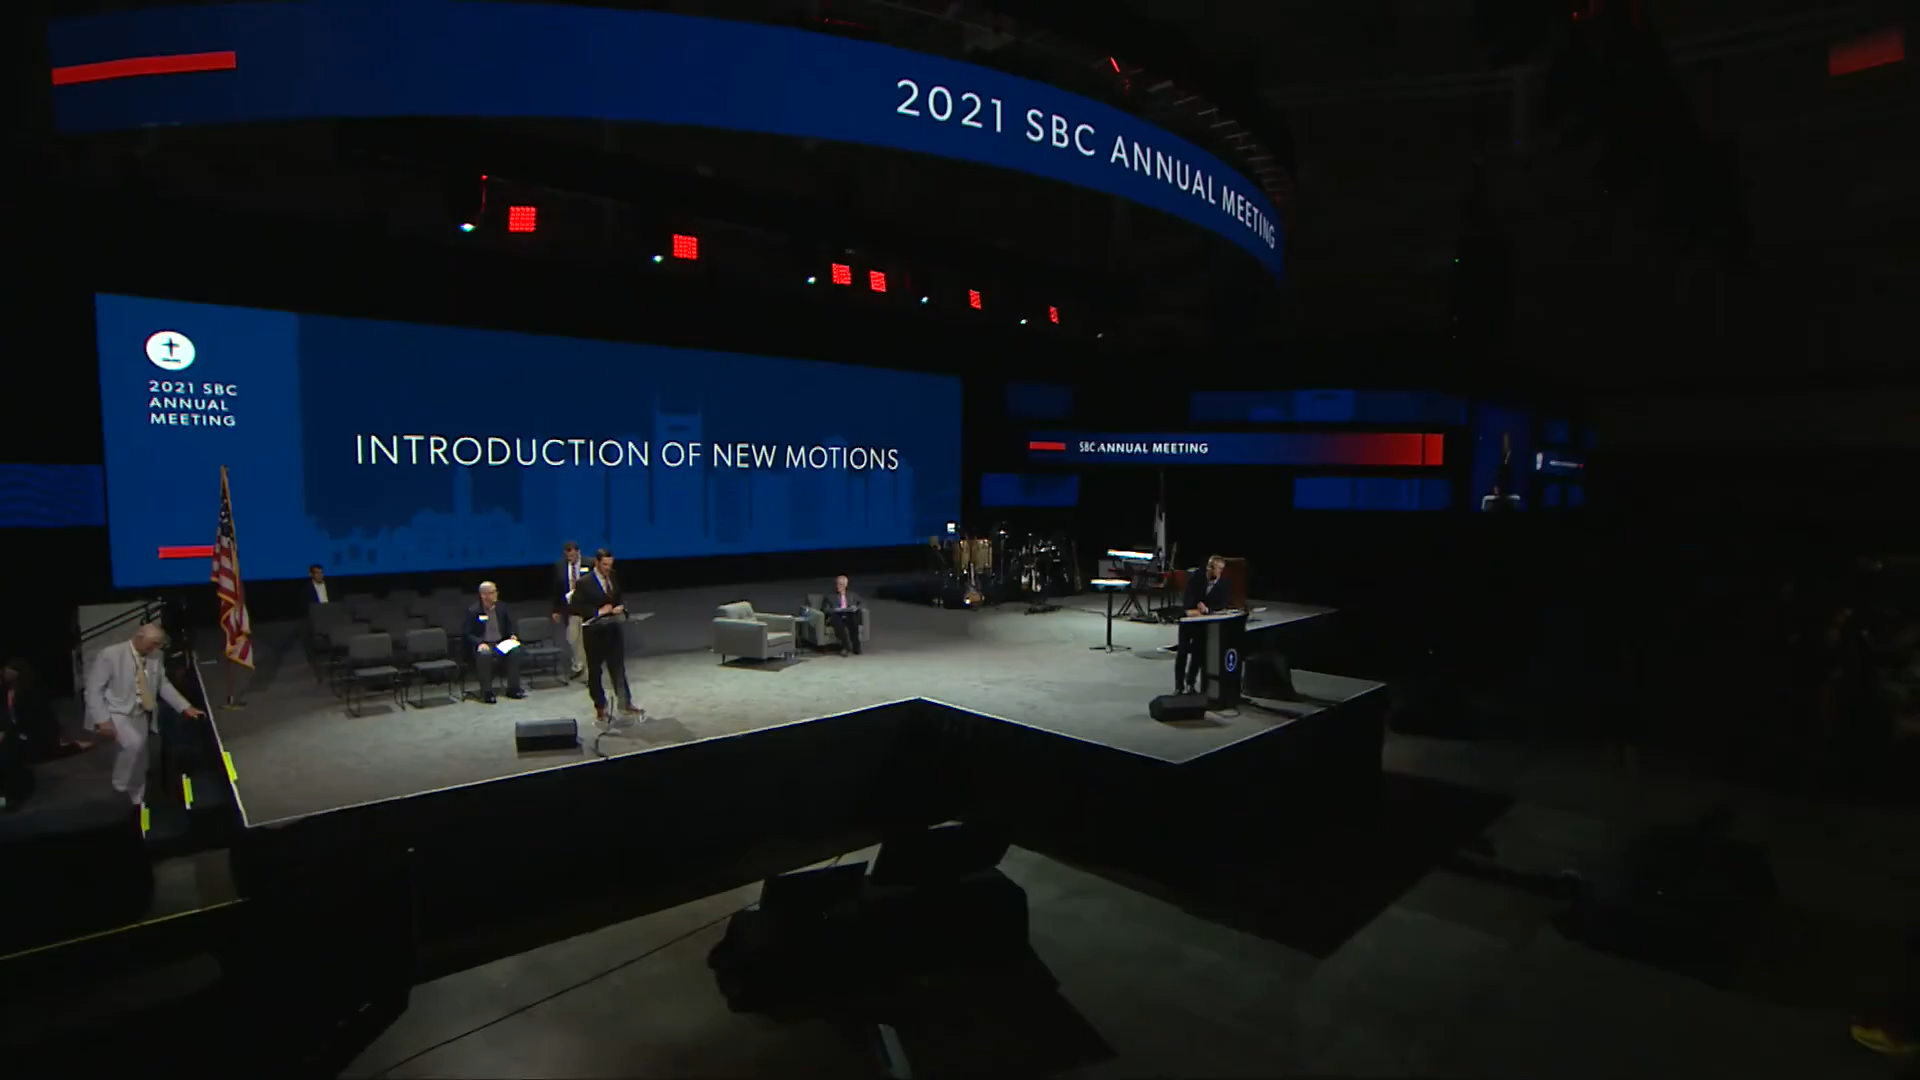 2021 SBC ANNUAL MEETING
2021 SBC
ANNUAL
MEETING
INTRODUCTION OF NEW MOTIONS
SBC ANNUAL MEETING